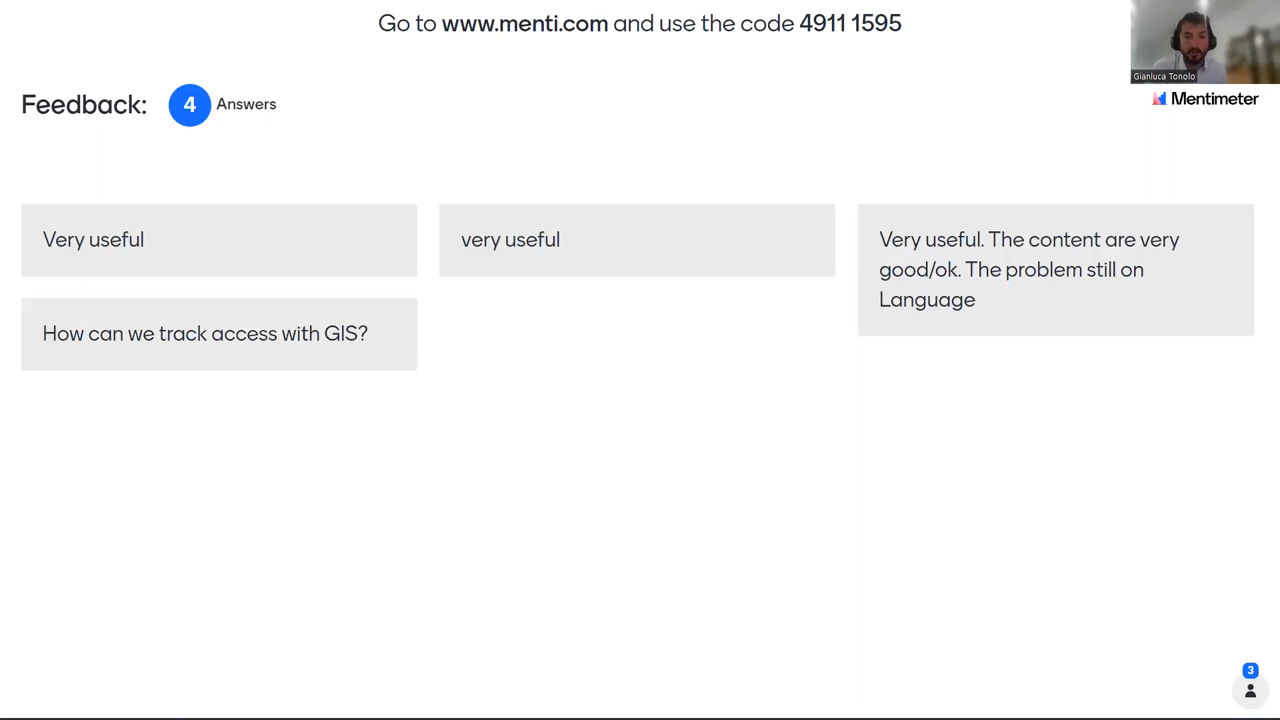 Go to www.menti.com and use the code 4911 1595
Gianluca Tonolo
Mentimeter
Feedback:
4
Answers
Very useful
very useful
Very useful. The content are very
good/ok. The problem still on
Language
How can we track access with GIS?
3